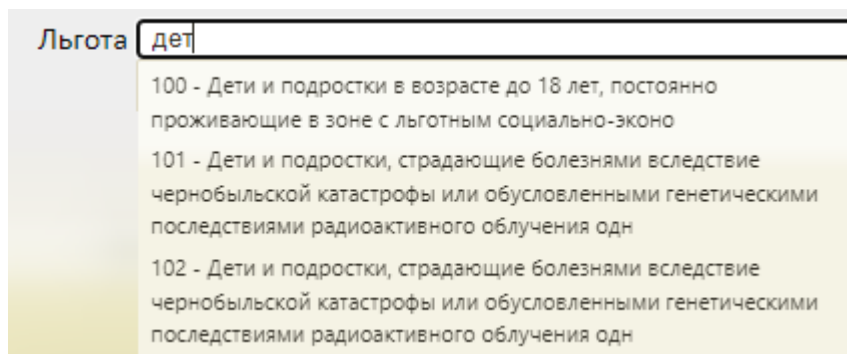 Льгота дет
100 - Дети и подростки в возрасте до 18 лет, постоянно
проживающие в зоне с льготным социально-эконо
101 - Дети и подростки, страдающие болезнями вследствие
чернобыльской катастрофы или обусловленными генетическими
последствиями радиоактивного облучения одн
102 - Дети и подростки, страдающие болезнями вследствие
чернобыльской катастрофы или обусловленными генетическими
последствиями радиоактивного облучения одн